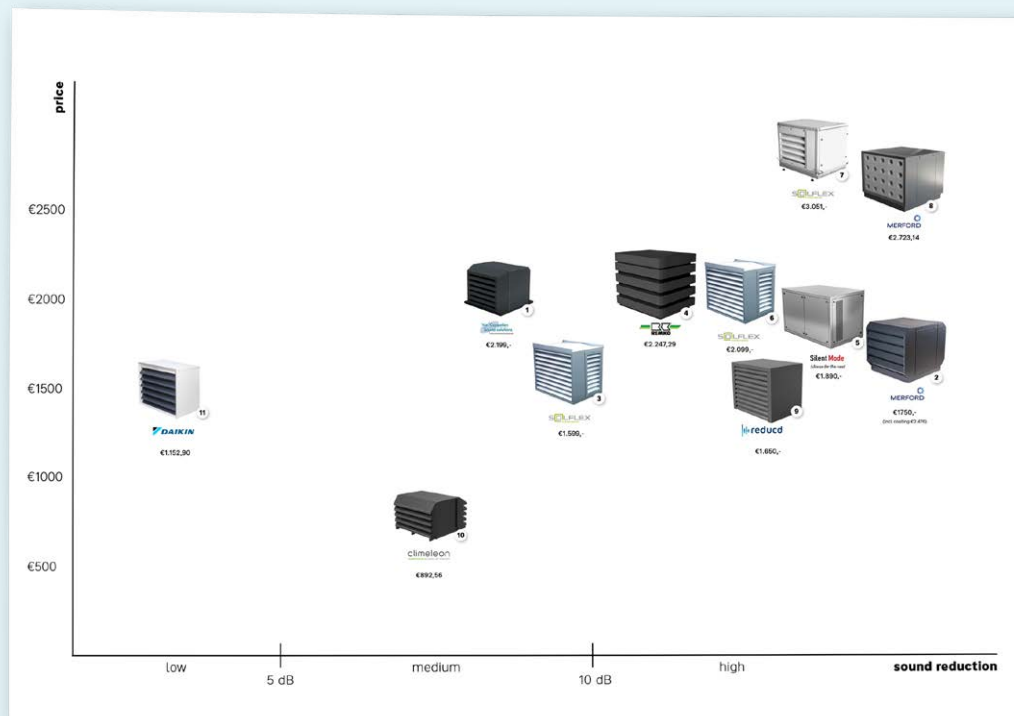 price
€2500
€2000
€1500
€1000
€500
7
SOLFLEX
€3.051,-
8
MERFORD
€2.723,14
1
€2.199,-
4
REMKO
€2.247,29
6
SOLFLEX
€2.099,-
5
Silent Mode
€1.890,-
2
MERFORD
€1750,-
3
SOLFLEX
€1.599,-
9
reducd
€1.650,-
11
DAIKIN
€1.152,90
10
climeleon
€892,56
low
medium
high
sound reduction
5 dB
10 dB